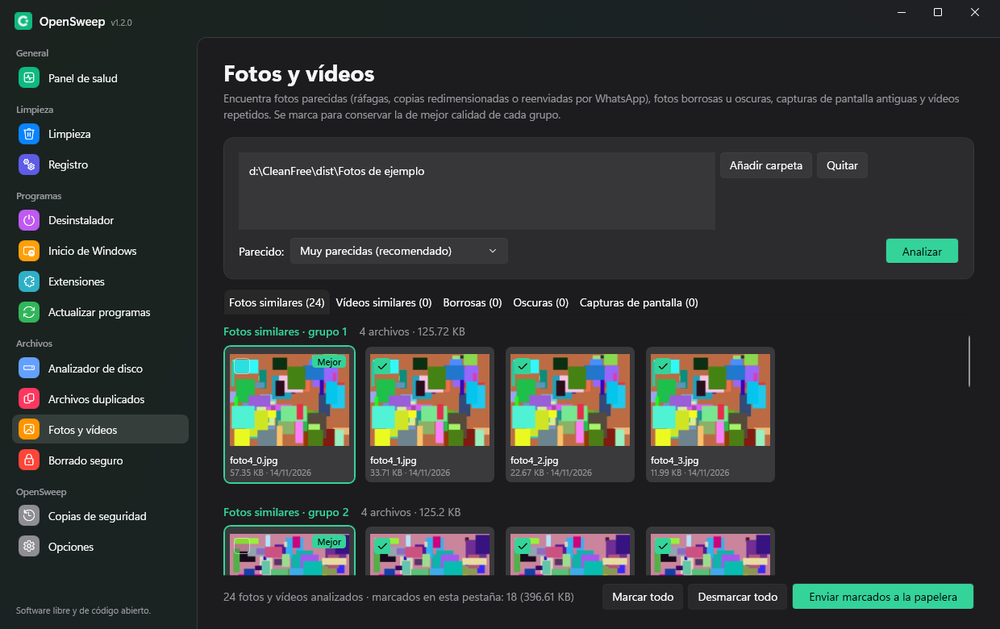 OpenSweep v1.2.0
General
Panel de salud
Limpieza
Limpieza
Registro
Programas
Desinstalador
Inicio de Windows
Extensiones
Actualizar programas
Archivos
Analizador de disco
Archivos duplicados
Fotos y vídeos
Borrado seguro
OpenSweep
Copias de seguridad
Opciones
Software libre y de código abierto.
Fotos y vídeos
Encuentra fotos parecidas (ráfagas, copias redimensionadas o reenviadas por WhatsApp), fotos borrosas u oscuras, capturas de pantalla antiguas y vídeos
repetidos. Se marca para conservar la de mejor calidad de cada grupo.
d:\CleanFree\dist\Fotos de ejemplo
Añadir carpeta
Quitar
Parecido: Muy parecidas (recomendado)
Analizar
Fotos similares (24) Vídeos similares (0) Borrosas (0) Oscuras (0) Capturas de pantalla (0)
Fotos similares · grupo 1 4 archivos · 125.72 KB
Mejor
foto4_0.jpg
57.35 KB · 14/11/2026
foto4_1.jpg
33.71 KB · 14/11/2026
foto4_2.jpg
22.67 KB · 14/11/2026
foto4_3.jpg
11.99 KB · 14/11/2026
Fotos similares · grupo 2 4 archivos · 125.2 KB
Mejor
24 fotos y vídeos analizados · marcados en esta pestaña: 18 (396.61 KB)
Marcar todo
Desmarcar todo
Enviar marcados a la papelera